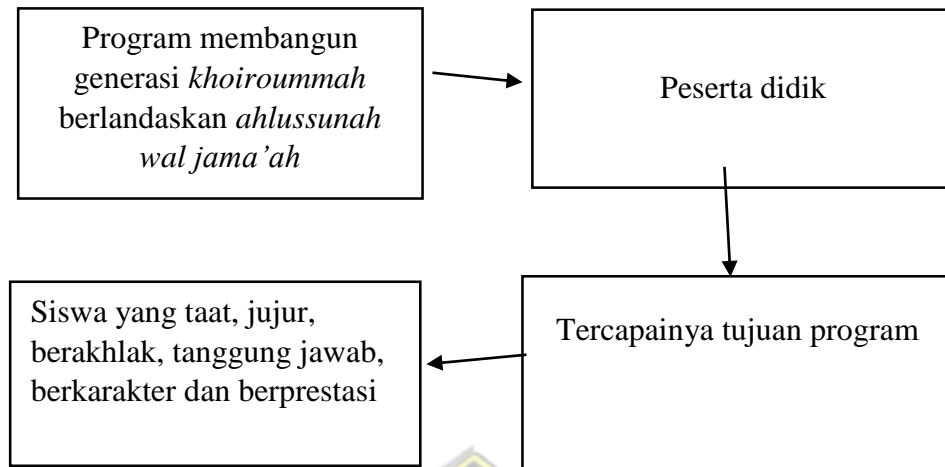 Program membangun
generasi khoiroummah
berlandaskan ahlussunah
wal jama’ah
Peserta didik
Tercapainya tujuan program
Siswa yang taat, jujur,
berakhlak, tanggung jawab,
berkarakter dan berprestasi